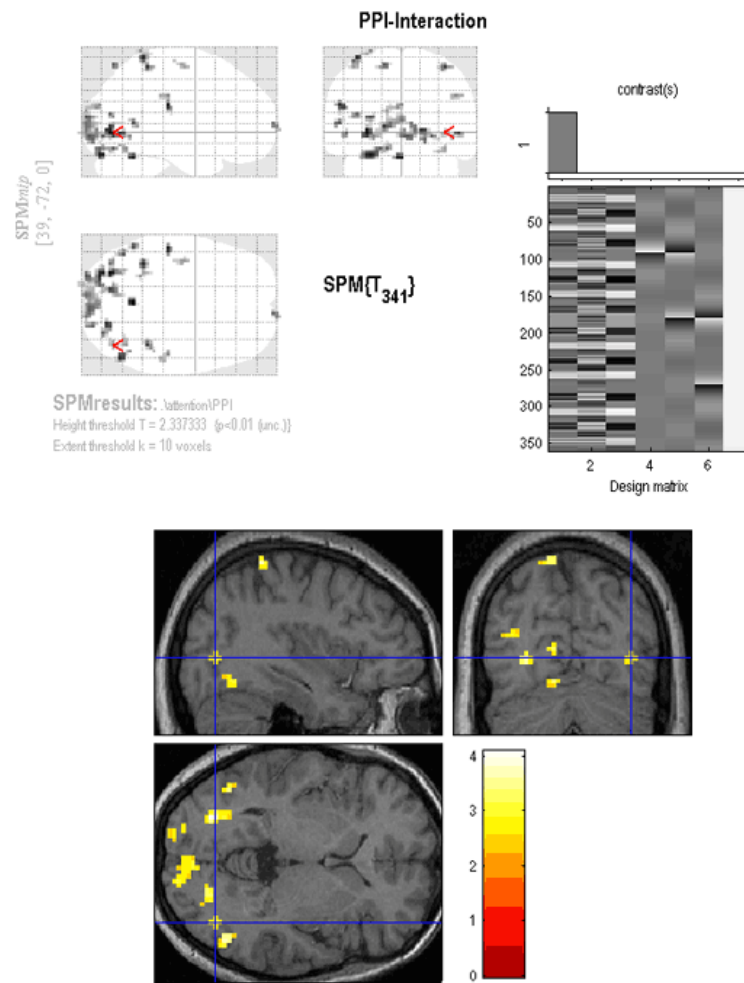 PPI-Interaction
SPMmip
[39, -72, 0]
SPM{T341}
SPMresults: .\attention\PPI
Height threshold T = 2.337333 {p<0.01 (unc.)}
Extent threshold k = 10 voxels
contrast(s)
1
50
100
150
200
250
300
350
2 4 6
Design matrix
4
3
2
1
0